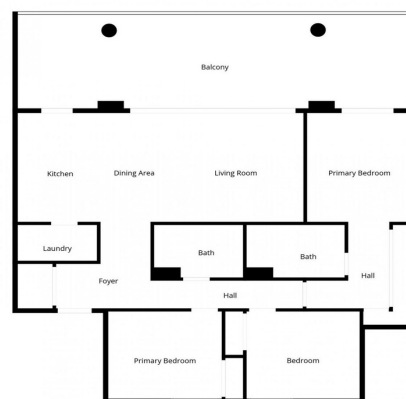 Balcony
Kitchen
Dining Area
Living Room
Primary Bedroom
Laundry
Bath
Bath
Foyer
Hall
Hall
Primary Bedroom
Bedroom